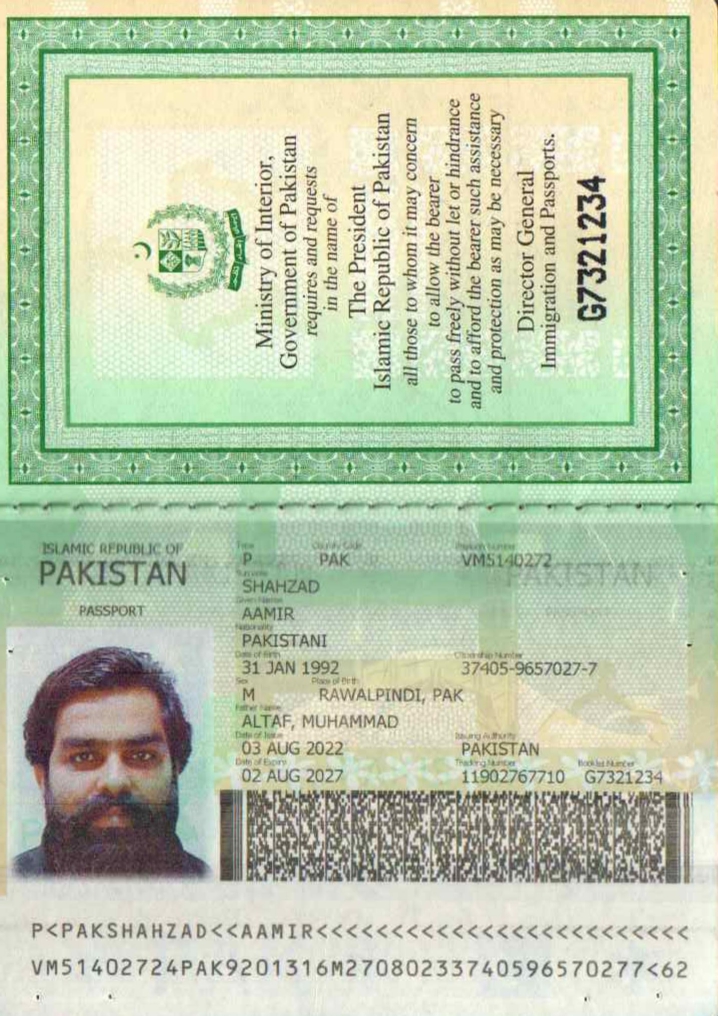 Ministry of Interior,
Government of Pakistan
requires and requests
in the name of
The President
Islamic Republic of Pakistan
all those to whom it may concern
to allow the bearer
to pass freely without let or hindrance
and to afford the bearer such assistance
and protection as may be necessary
Director General
Immigration and Passports.
G7321234
ISLAMIC REPUBLIC OF
PAKISTAN
PASSPORT
Type Country Code Passport Number
P PAK VM5140272
Surname
SHAHZAD
Given Names
AAMIR
Nationality
PAKISTANI
Date of Birth Citizenship Number
31 JAN 1992 37405-9657027-7
Sex Place of Birth
M RAWALPINDI, PAK
Father Name
ALTAF, MUHAMMAD
Date of Issue Issuing Authority
03 AUG 2022 PAKISTAN
Date of Expiry Tracking Number Booklet Number
02 AUG 2027 11902767710 G7321234
P<PAKSHAHZAD<<AAMIR<<<<<<<<<<<<<<<<<<<<<<<<<
VM51402724PAK9201316M27080233740596570277<62